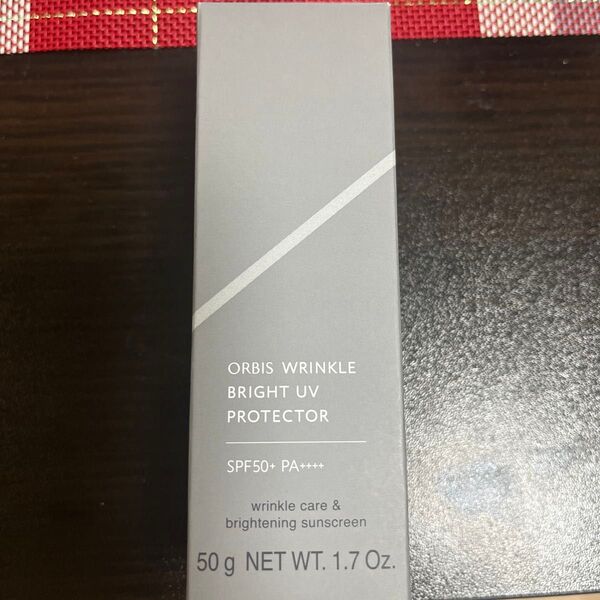 ORBIS WRINKLE
BRIGHT UV
PROTECTOR
SPF50+ PA++++
wrinkle care &
brightening sunscreen
50 g NET WT. 1.7 Oz.